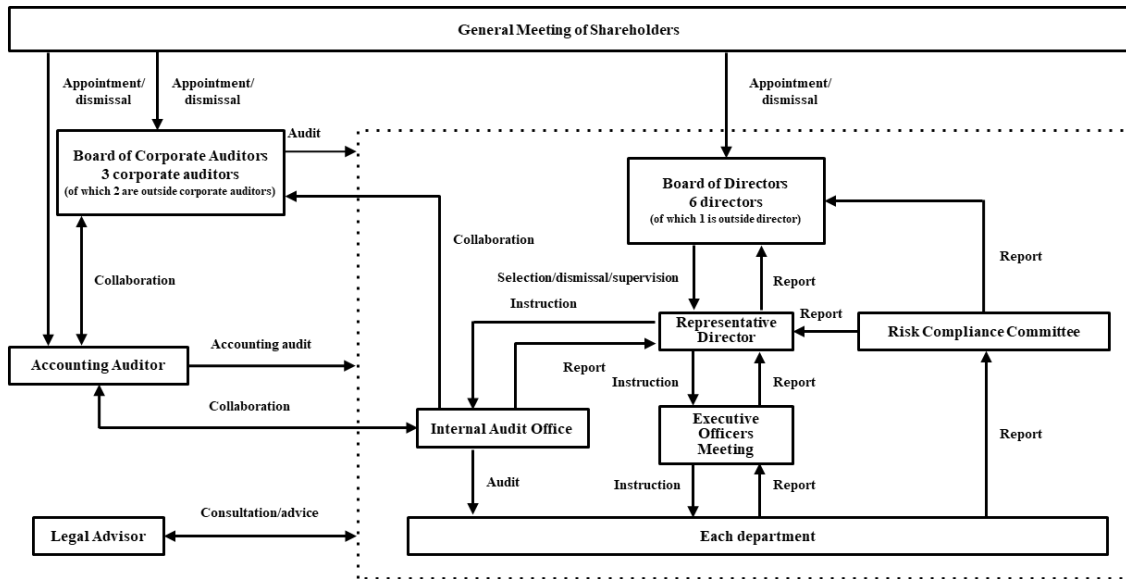 General Meeting of Shareholders
Appointment/
dismissal
Appointment/
dismissal
Appointment/
dismissal
Audit
Board of Corporate Auditors
3 corporate auditors
(of which 2 are outside corporate auditors)
Board of Directors
6 directors
(of which 1 is outside director)
Collaboration
Collaboration
Selection/dismissal/supervision
Report
Report
Instruction
Representative
Director
Report
Risk Compliance Committee
Accounting Auditor
Accounting audit
Report
Instruction
Report
Collaboration
Internal Audit Office
Executive
Officers
Meeting
Report
Audit
Instruction
Report
Legal Advisor
Consultation/advice
Each department